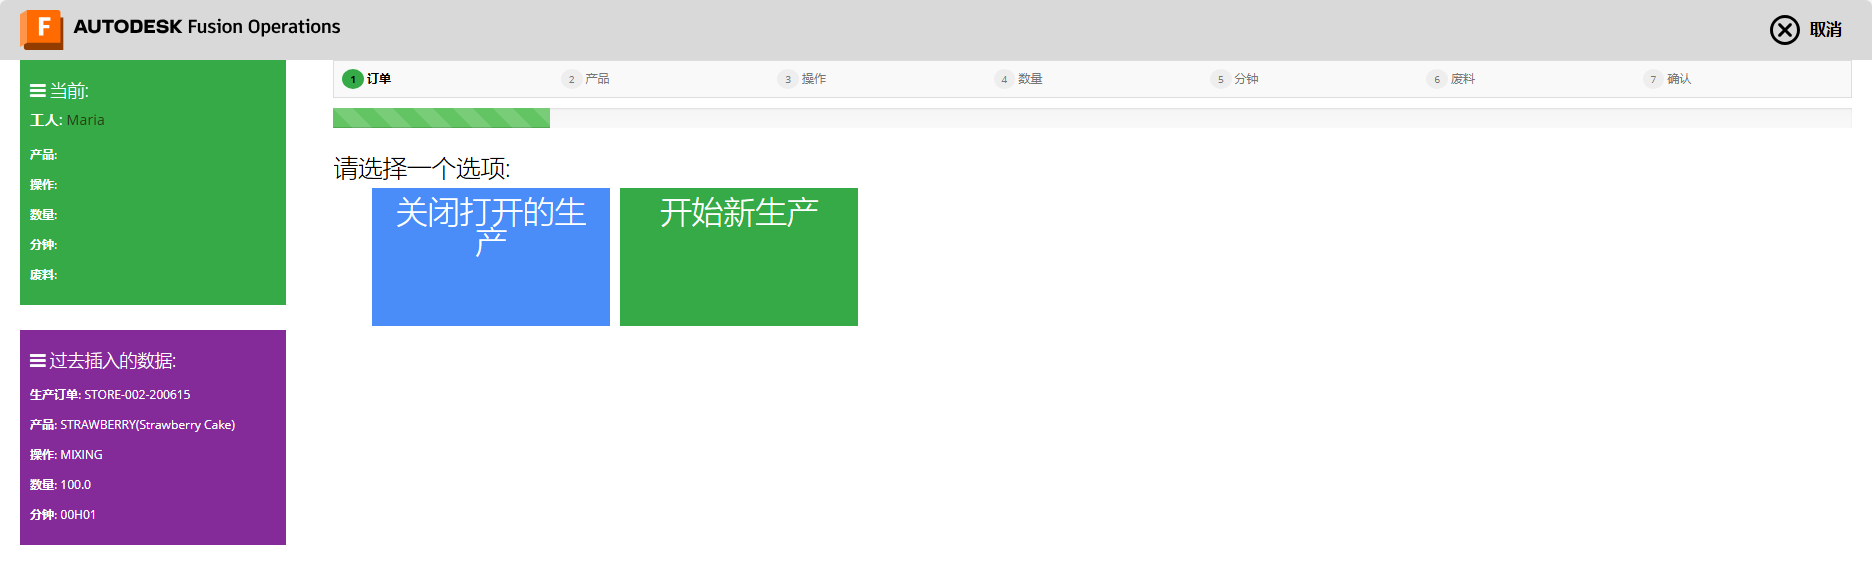 F AUTODESK Fusion Operations
取消
当前:
工人: Maria
产品:
操作:
数量:
分钟:
废料:
过去插入的数据:
生产订单: STORE-002-200615
产品: STRAWBERRY(Strawberry Cake)
操作: MIXING
数量: 100.0
分钟: 00H01
1 订单 2 产品 3 操作 4 数量 5 分钟 6 废料 7 确认
请选择一个选项:
关闭打开的生
产
开始新生产